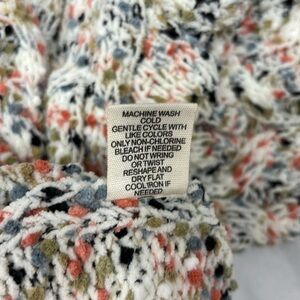 MACHINE WASH
COLD
GENTLE CYCLE WITH
LIKE COLORS
ONLY NON-CHLORINE
BLEACH IF NEEDED
DO NOT WRING
OR TWIST
RESHAPE AND
DRY FLAT
COOL IRON IF
NEEDED